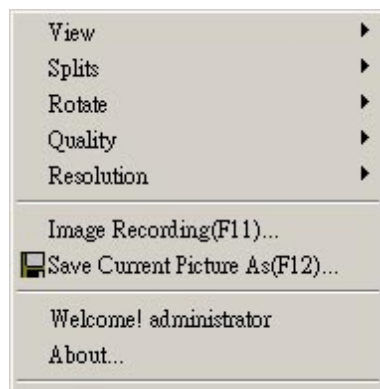 View
Splits
Rotate
Quality
Resolution
Image Recording(F11)...
Save Current Picture As(F12)...
Welcome! administrator
About...